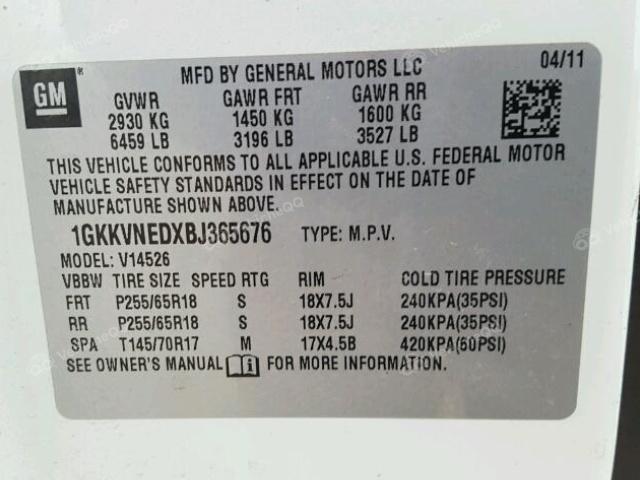 GM ®
MFD BY GENERAL MOTORS LLC 04/11
GVWR GAWR FRT GAWR RR
2930 KG 1450 KG 1600 KG
6459 LB 3196 LB 3527 LB
THIS VEHICLE CONFORMS TO ALL APPLICABLE U.S. FEDERAL MOTOR
VEHICLE SAFETY STANDARDS IN EFFECT ON THE DATE OF
MANUFACTURE SHOWN ABOVE.
1GKKVNEDXBJ365676 TYPE: M.P.V.
MODEL: V14526
VBBW TIRE SIZE SPEED RTG RIM COLD TIRE PRESSURE
FRT P255/65R18 S 18X7.5J 240KPA(35PSI)
RR P255/65R18 S 18X7.5J 240KPA(35PSI)
SPA T145/70R17 M 17X4.5B 420KPA(60PSI)
SEE OWNER'S MANUAL FOR MORE INFORMATION.